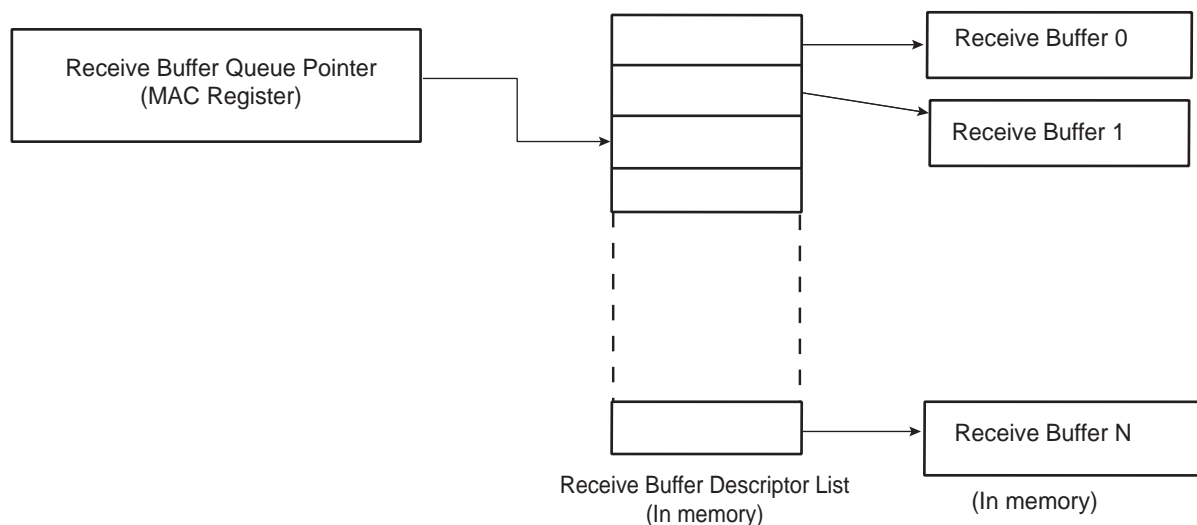 Receive Buffer Queue Pointer
(MAC Register)
Receive Buffer 0
Receive Buffer 1
Receive Buffer N
Receive Buffer Descriptor List
(In memory)
(In memory)